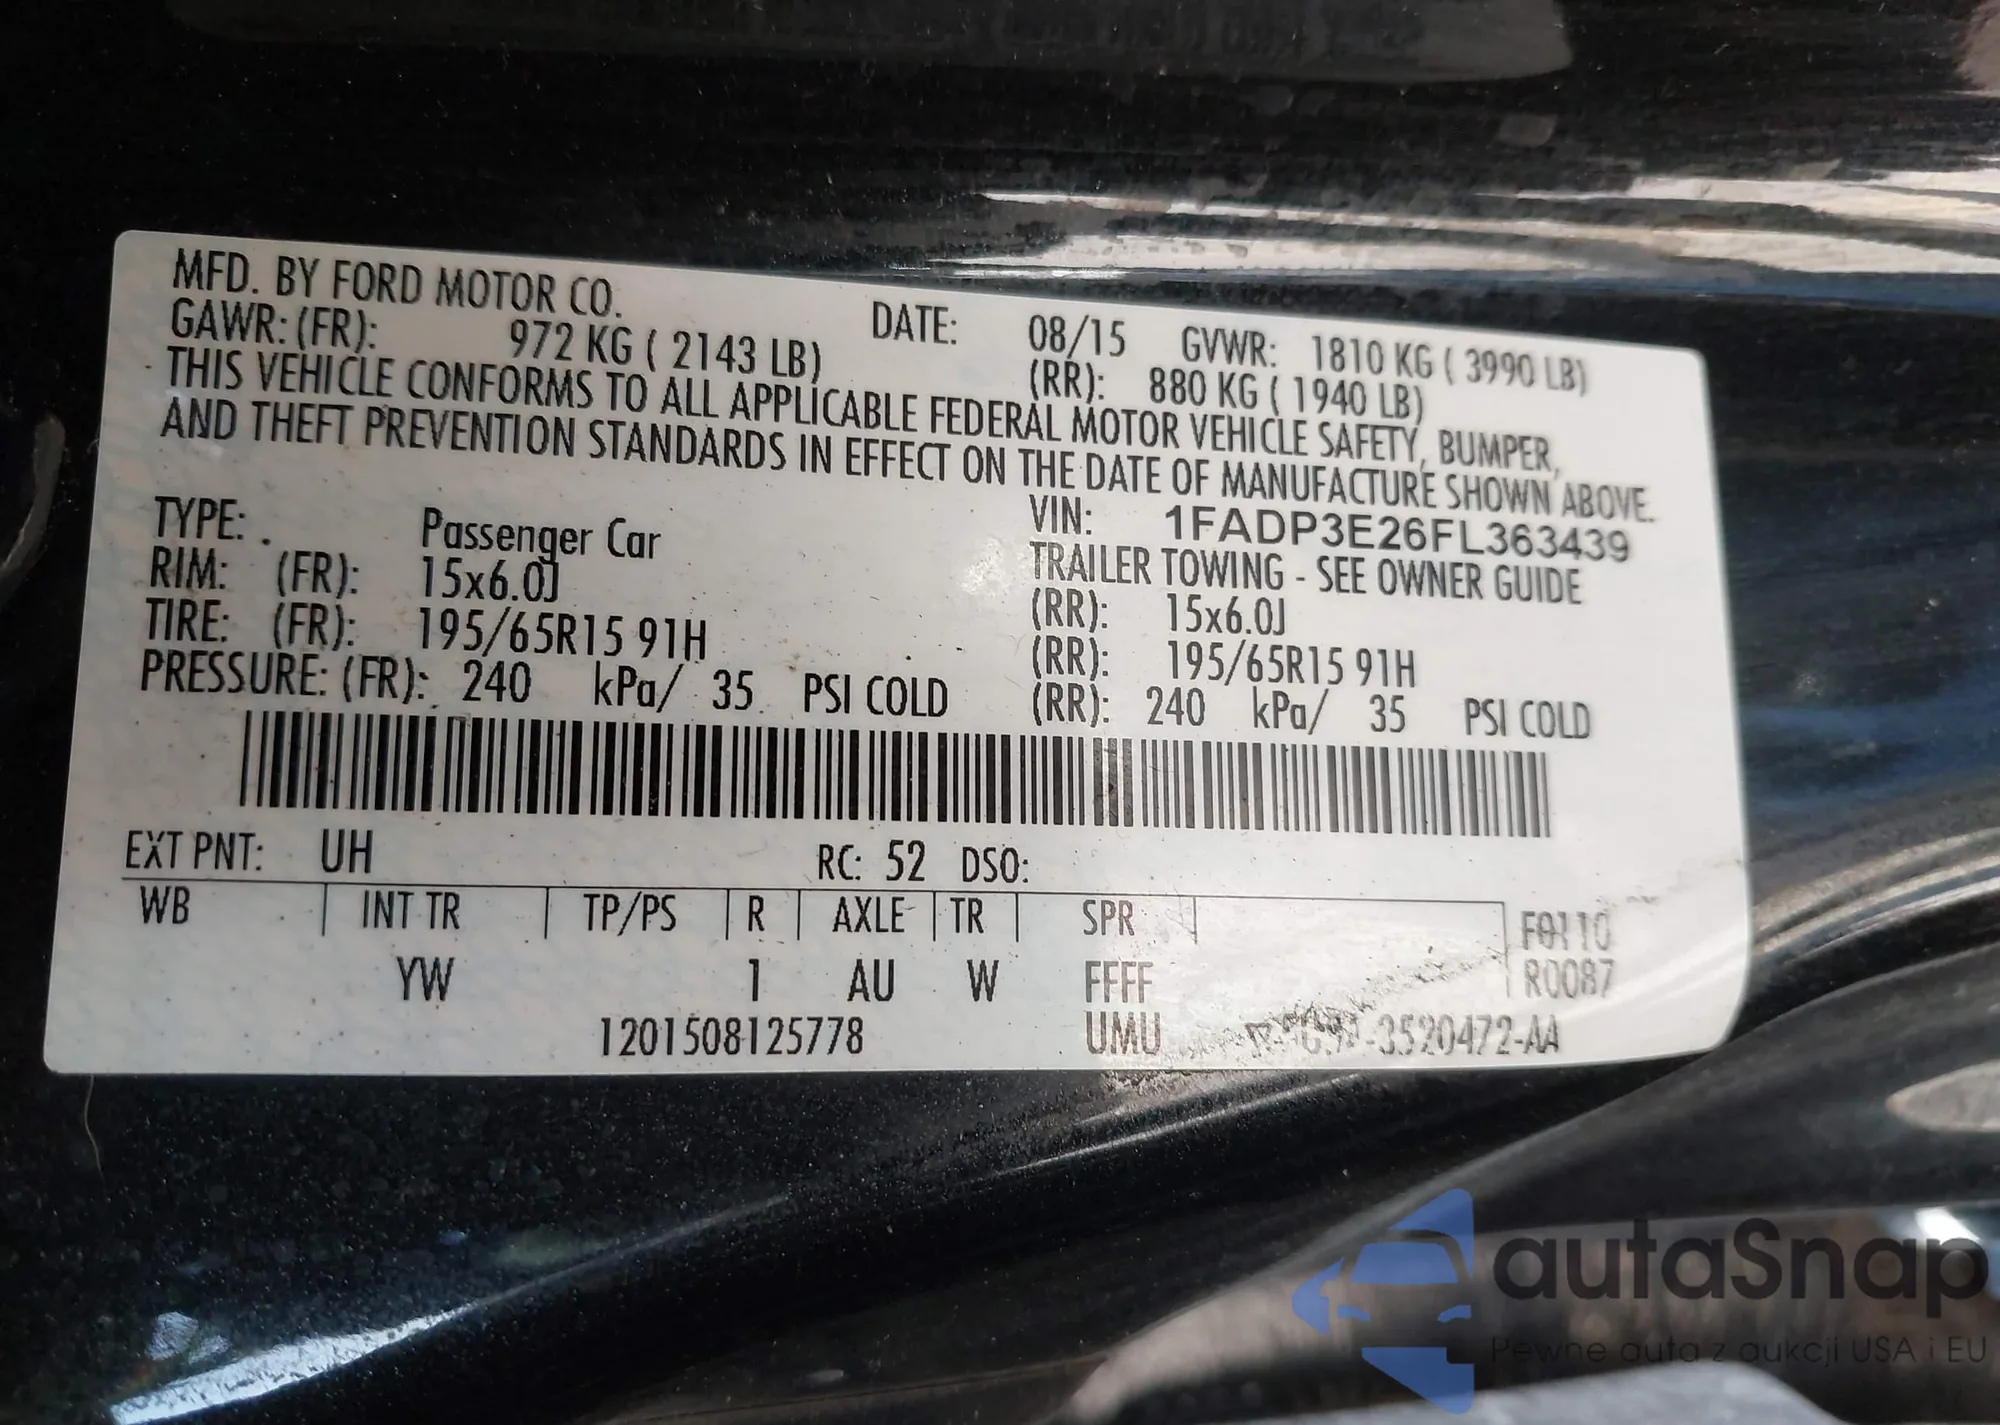 MFD. BY FORD MOTOR CO.
DATE: 08/15 GVWR: 1810 KG ( 3990 LB)
GAWR: (FR): 972 KG ( 2143 LB) (RR): 880 KG ( 1940 LB)
THIS VEHICLE CONFORMS TO ALL APPLICABLE FEDERAL MOTOR VEHICLE SAFETY, BUMPER,
AND THEFT PREVENTION STANDARDS IN EFFECT ON THE DATE OF MANUFACTURE SHOWN ABOVE.
VIN: 1FADP3E26FL363439
TYPE: Passenger Car TRAILER TOWING - SEE OWNER GUIDE
RIM: (FR): 15x6.0J (RR): 15x6.0J
TIRE: (FR): 195/65R15 91H (RR): 195/65R15 91H
PRESSURE: (FR): 240 kPa/ 35 PSI COLD (RR): 240 kPa/ 35 PSI COLD
EXT PNT: UH RC: 52 DSO:
WB INT TR TP/PS R AXLE TR SPR F0110
YW 1 AU W FFFF R0087
1201508125778 UMU
autaSnap
Pewne auta z aukcji USA i EU